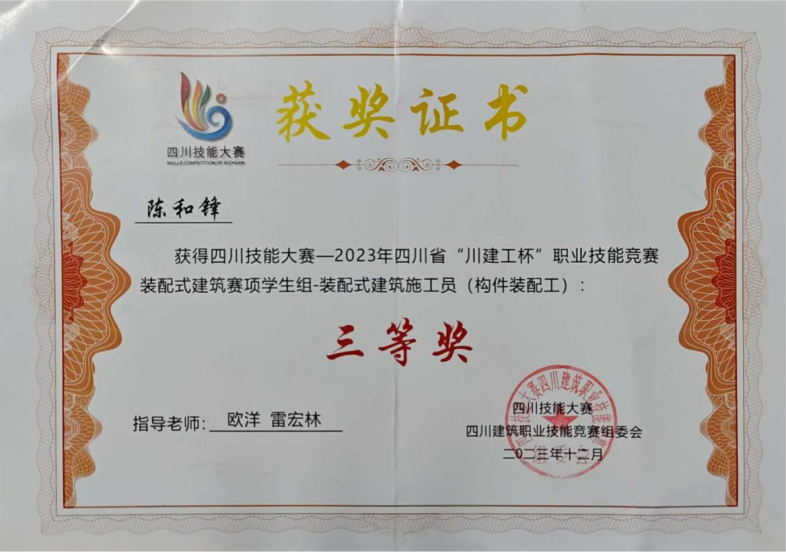 获奖证书
四川技能大赛
SKILLS COMPETITION OF SICHUAN
陈和锋
获得四川技能大赛—2023年四川省“川建工杯”职业技能竞赛
装配式建筑赛项学生组-装配式建筑施工员（构件装配工）：
三等奖
指导老师：欧洋 雷宏林
四川技能大赛
四川建筑职业技能竞赛组委会
二〇二三年十二月